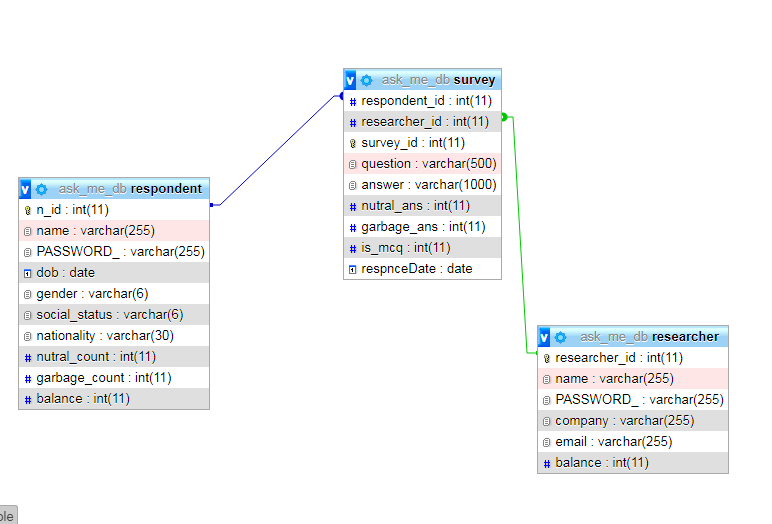 ask_me_db survey
respondent_id : int(11)
researcher_id : int(11)
survey_id : int(11)
question : varchar(500)
answer : varchar(1000)
nutral_ans : int(11)
garbage_ans : int(11)
is_mcq : int(11)
respnceDate : date
ask_me_db respondent
n_id : int(11)
name : varchar(255)
PASSWORD_ : varchar(255)
dob : date
gender : varchar(6)
social_status : varchar(6)
nationality : varchar(30)
nutral_count : int(11)
garbage_count : int(11)
balance : int(11)
ask_me_db researcher
researcher_id : int(11)
name : varchar(255)
PASSWORD_ : varchar(255)
company : varchar(255)
email : varchar(255)
balance : int(11)